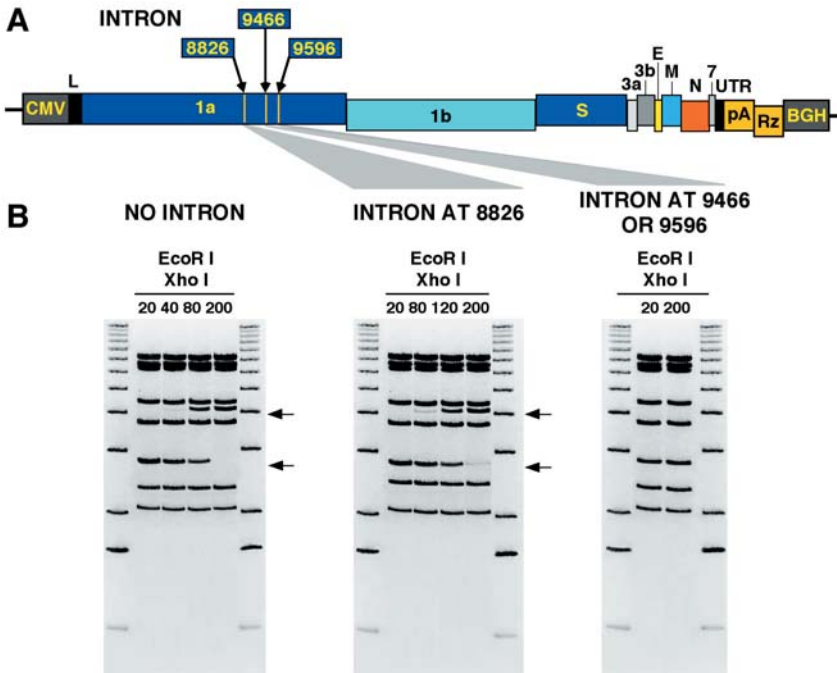 A
INTRON
9466
8826
9596
L
CMV
1a
1b
S
3a
3b
E
M
N
7
UTR
pA
Rz
BGH
B
NO INTRON
INTRON AT 8826
INTRON AT 9466
OR 9596
EcoR I
Xho I
20 40 80 200
EcoR I
Xho I
20 80 120 200
EcoR I
Xho I
20 200